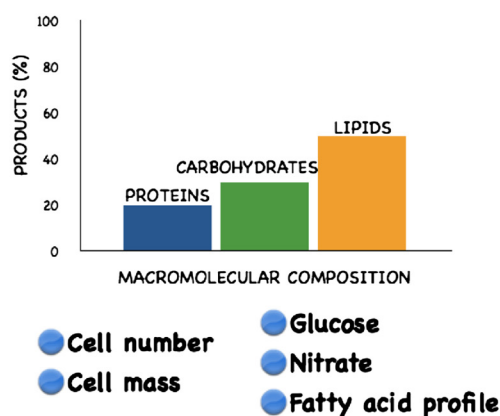 100
80
60
40
20
0
PRODUCTS (%)
PROTEINS
CARBOHYDRATES
LIPIDS
MACROMOLECULAR COMPOSITION
Cell number
Cell mass
Glucose
Nitrate
Fatty acid profile